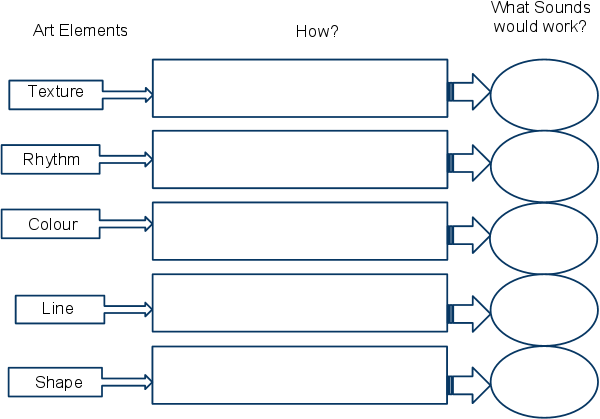 Art Elements
How?
What Sounds
would work?
Texture
Rhythm
Colour
Line
Shape